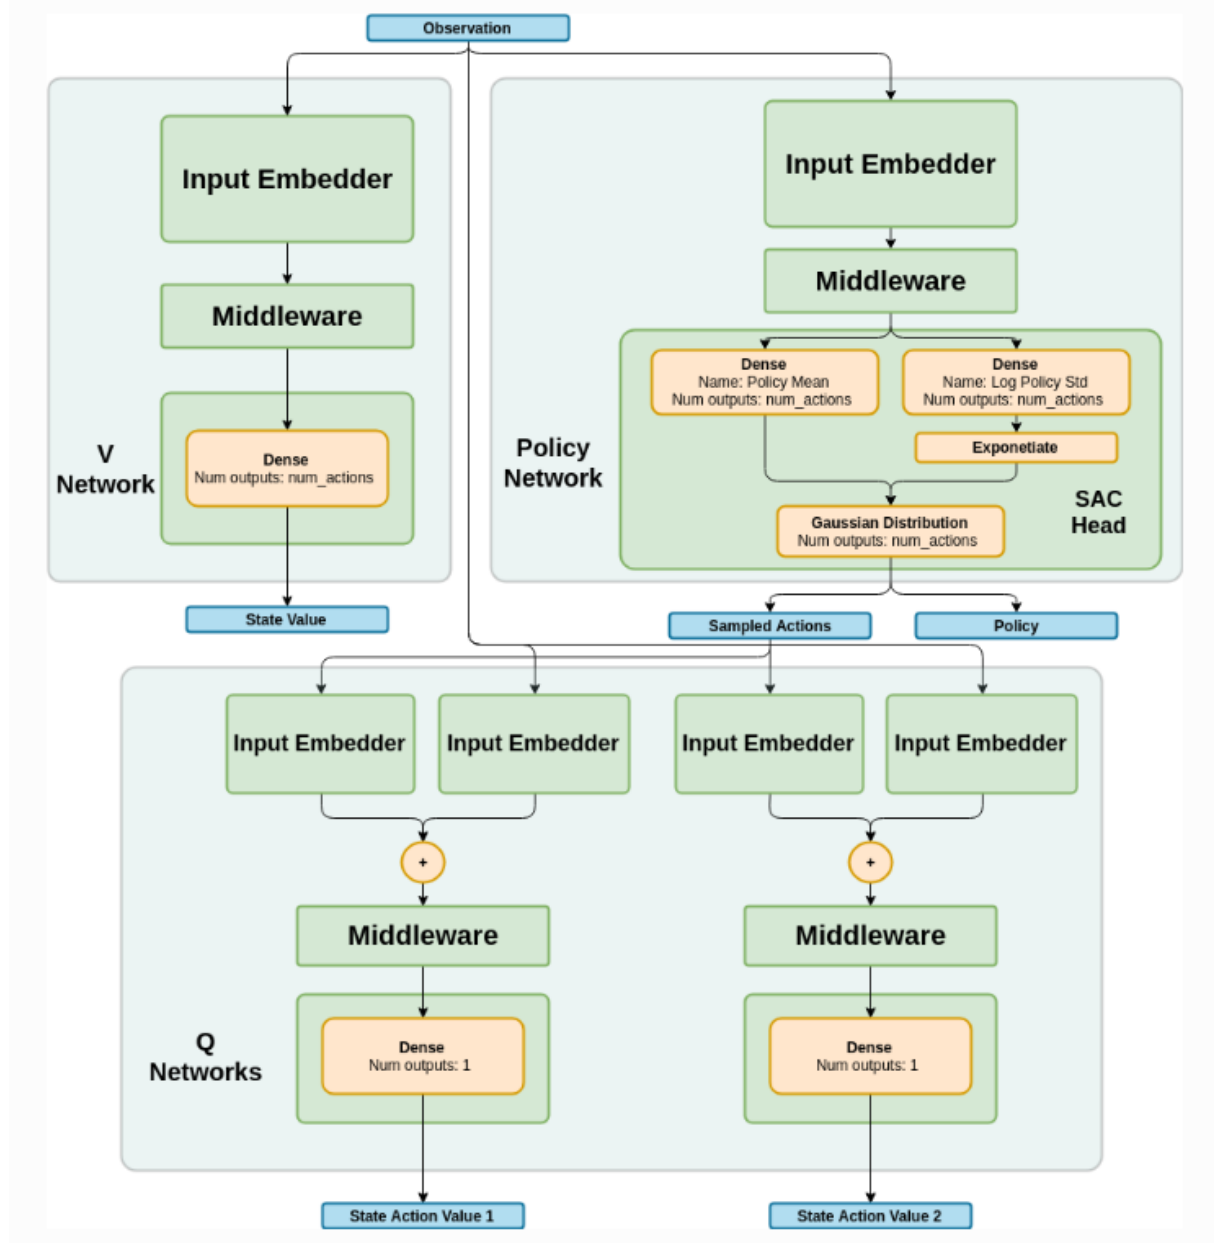 Observation
Input Embedder
Middleware
Dense
Num outputs: num_actions
V
Network
State Value
Input Embedder
Middleware
Dense
Name: Policy Mean
Num outputs: num_actions
Dense
Name: Log Policy Std
Num outputs: num_actions
Exponetiate
Gaussian Distribution
Num outputs: num_actions
SAC
Head
Policy
Network
Sampled Actions
Policy
Input Embedder
Input Embedder
Input Embedder
Input Embedder
+
+
Middleware
Middleware
Q
Networks
Dense
Num outputs: 1
Dense
Num outputs: 1
State Action Value 1
State Action Value 2